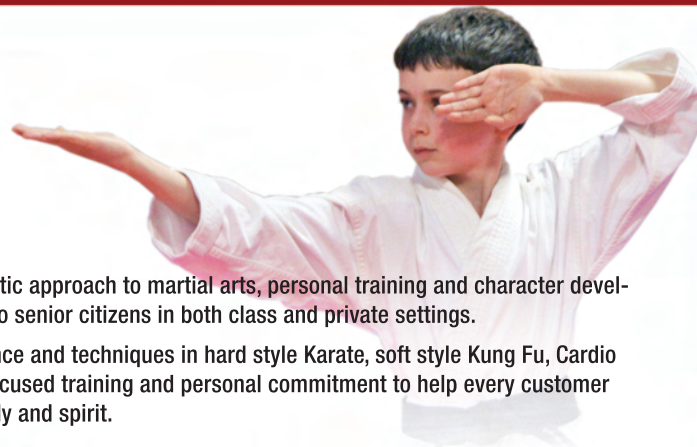 tic approach to martial arts, personal training and character devel-
o senior citizens in both class and private settings.
nce and techniques in hard style Karate, soft style Kung Fu, Cardio
cused training and personal commitment to help every customer
ly and spirit.